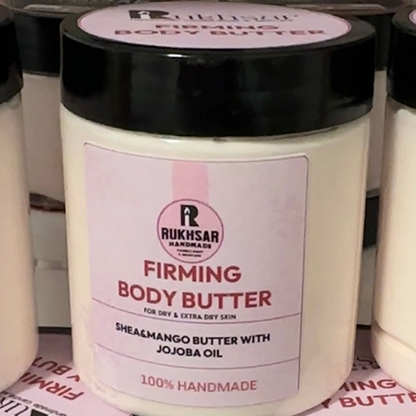 Rukhsar
FIRMING
BODY BUTTER
R
RUKHSAR
HANDMADE
FIRMING
BODY BUTTER
FOR DRY & EXTRA DRY SKIN
SHEA&MANGO BUTTER WITH
JOJOBA OIL
100% HANDMADE
FIRMING
BODY BUTTER